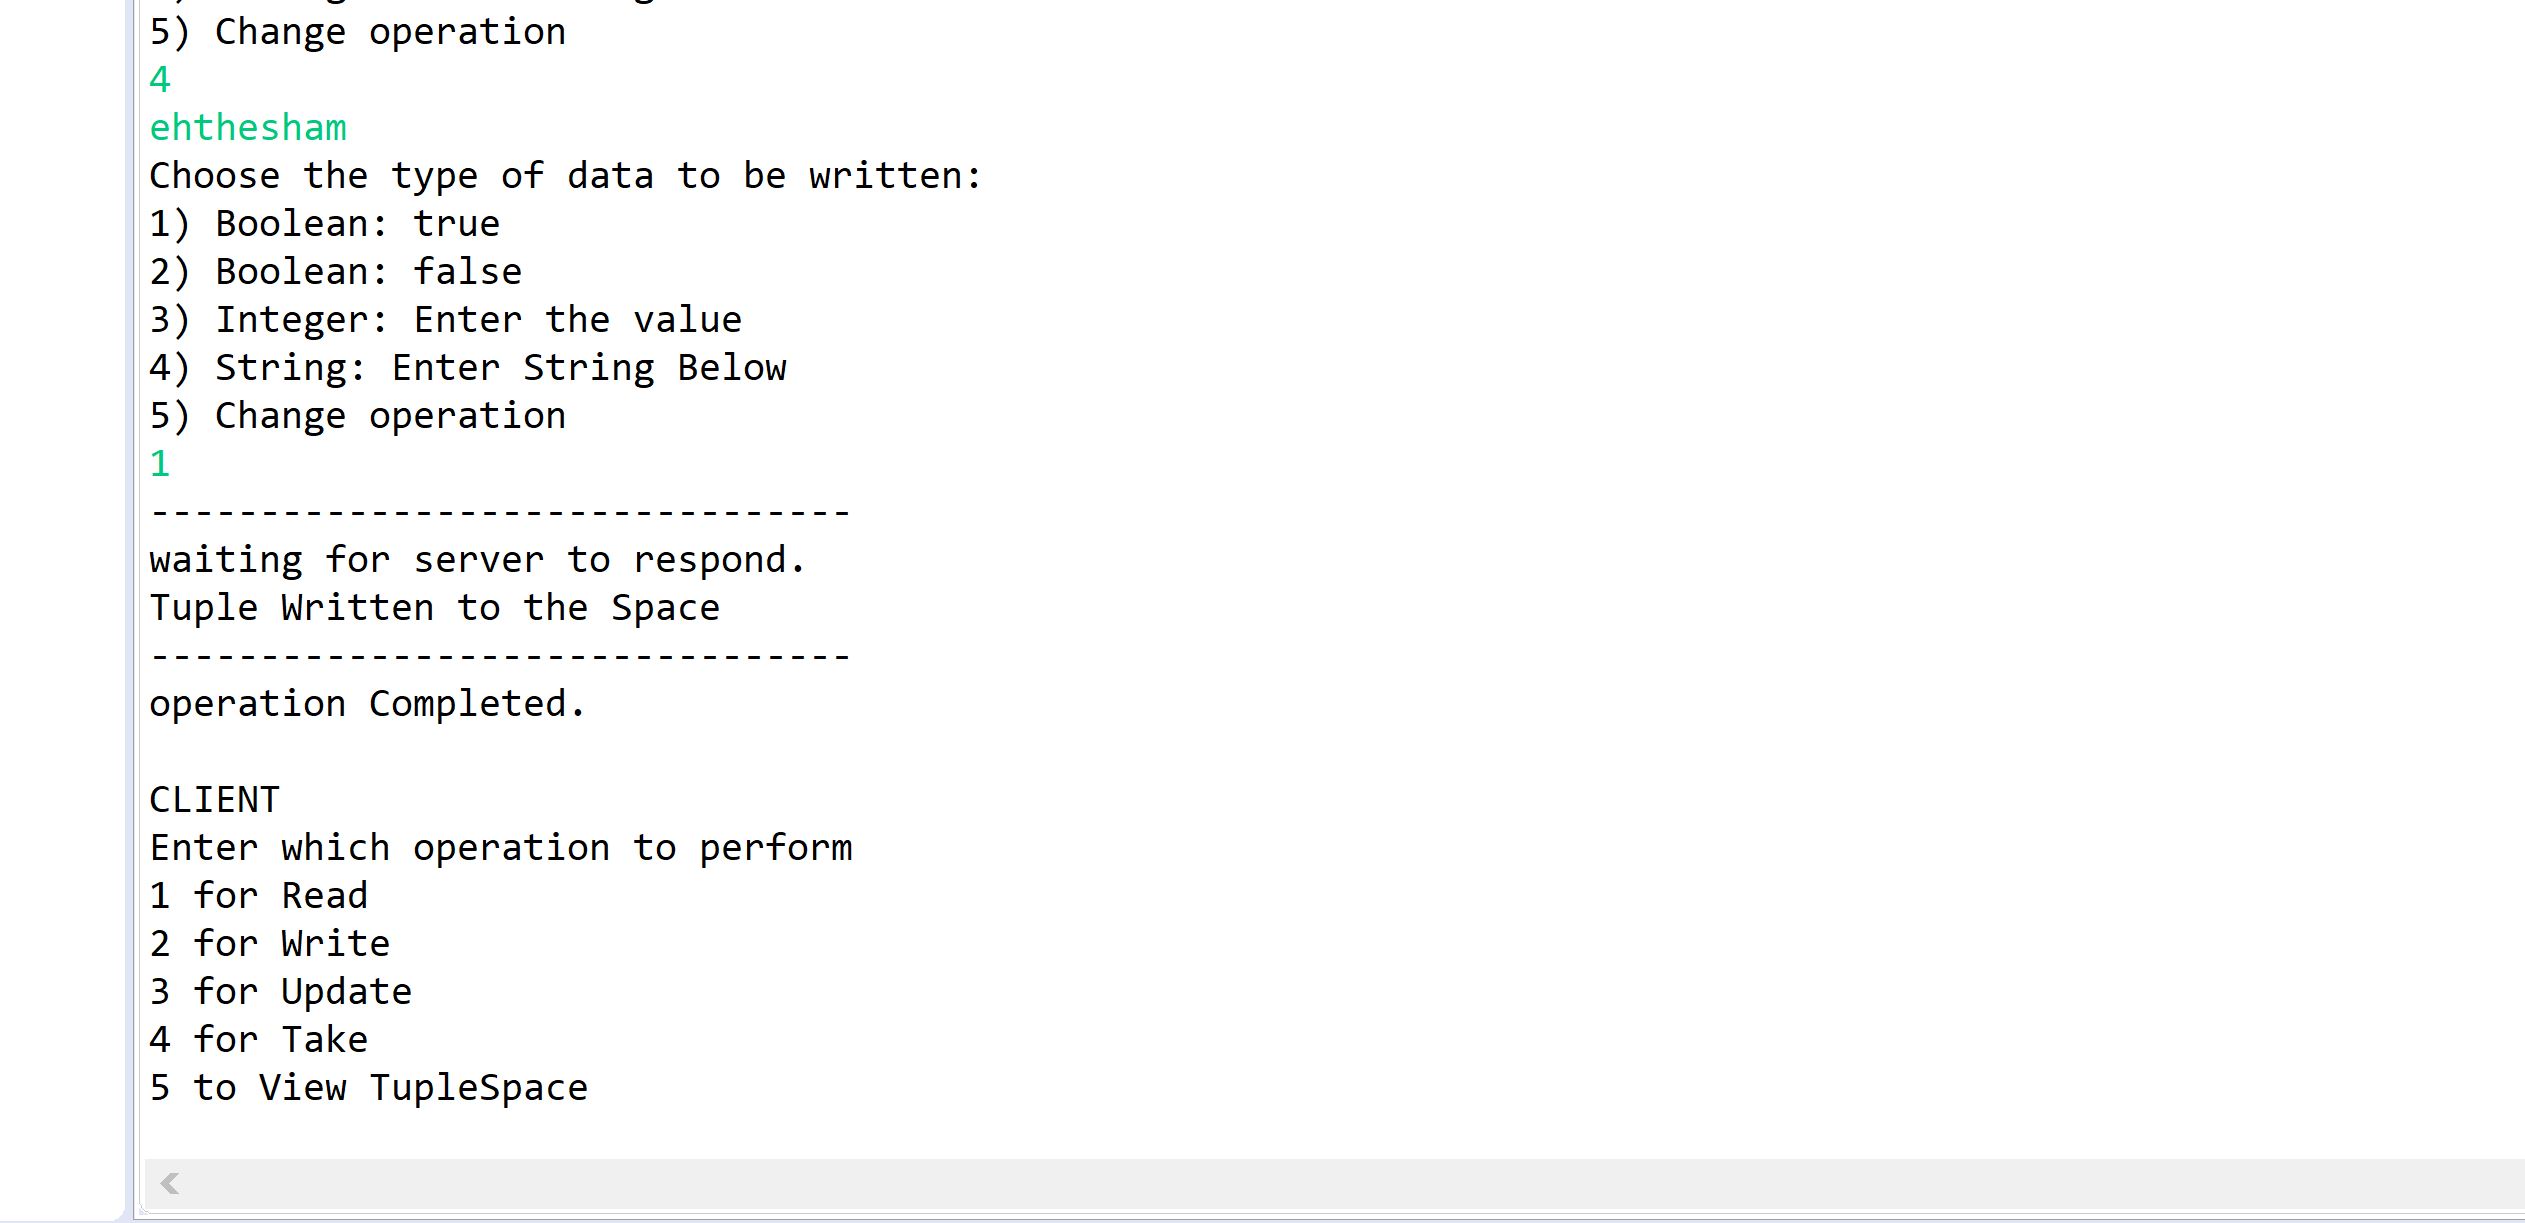 5) Change operation
4
ehthesham
Choose the type of data to be written:
1) Boolean: true
2) Boolean: false
3) Integer: Enter the value
4) String: Enter String Below
5) Change operation
1
--------------------------------
waiting for server to respond.
Tuple Written to the Space
--------------------------------
operation Completed.
CLIENT
Enter which operation to perform
1 for Read
2 for Write
3 for Update
4 for Take
5 to View TupleSpace